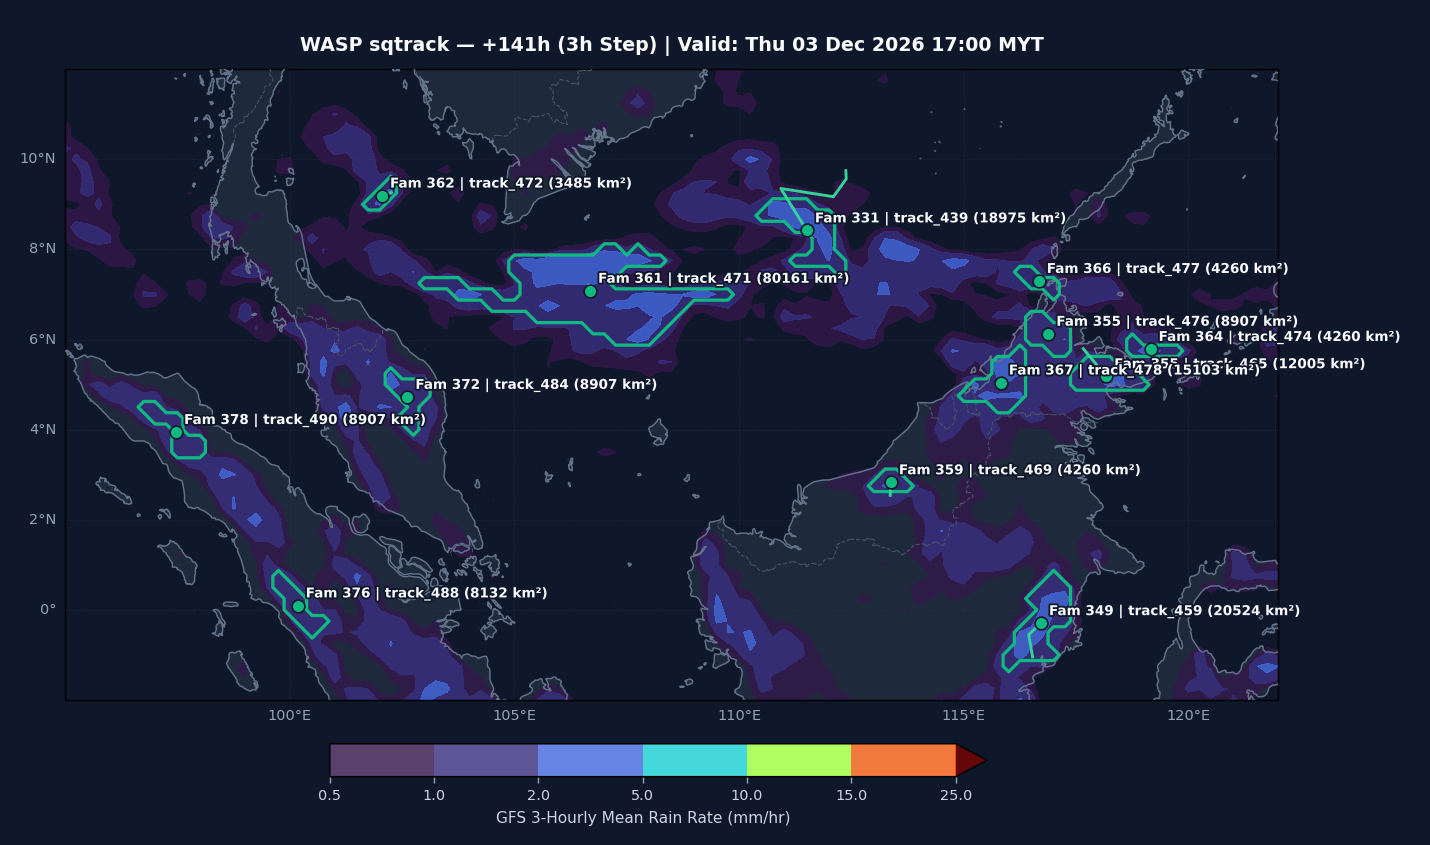 WASP sqtrack — +141h (3h Step) | Valid: Thu 03 Dec 2026 17:00 MYT
10°N
8°N
6°N
4°N
2°N
0°
Fam 362 | track_472 (3485 km²)
Fam 331 | track_439 (18975 km²)
Fam 366 | track_477 (4260 km²)
Fam 361 | track_471 (80161 km²)
Fam 355 | track_476 (8907 km²)
Fam 364 | track_474 (4260 km²)
Fam 355 | track_465 (12005 km²)
Fam 367 | track_478 (15103 km²)
Fam 372 | track_484 (8907 km²)
Fam 378 | track_490 (8907 km²)
Fam 359 | track_469 (4260 km²)
Fam 376 | track_488 (8132 km²)
Fam 349 | track_459 (20524 km²)
100°E 105°E 110°E 115°E 120°E
0.5 1.0 2.0 5.0 10.0 15.0 25.0
GFS 3-Hourly Mean Rain Rate (mm/hr)